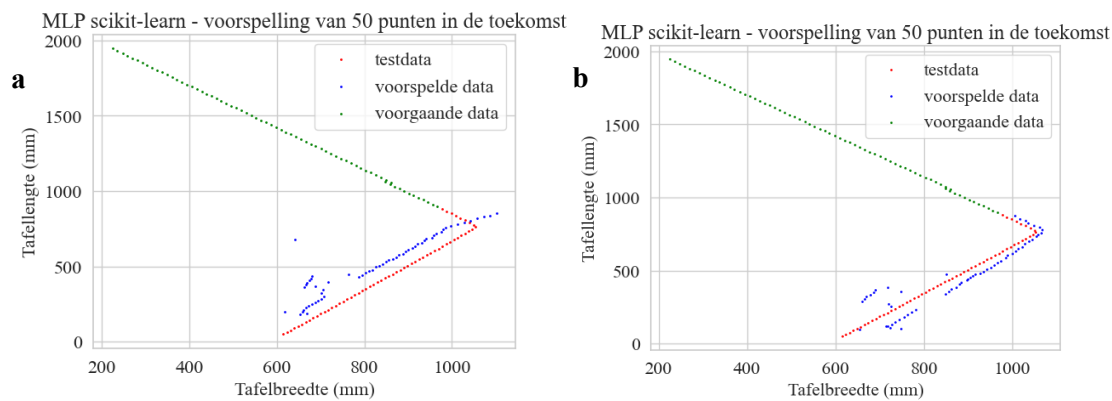 MLP scikit-learn - voorspelling van 50 punten in de toekomst
a
2000
1500
1000
500
0
Tafellengte (mm)
testdata
voorspelde data
voorgaande data
200
400
600
800
1000
Tafelbreedte (mm)
MLP scikit-learn - voorspelling van 50 punten in de toekomst
b
2000
1500
1000
500
0
Tafellengte (mm)
testdata
voorspelde data
voorgaande data
200
400
600
800
1000
Tafelbreedte (mm)